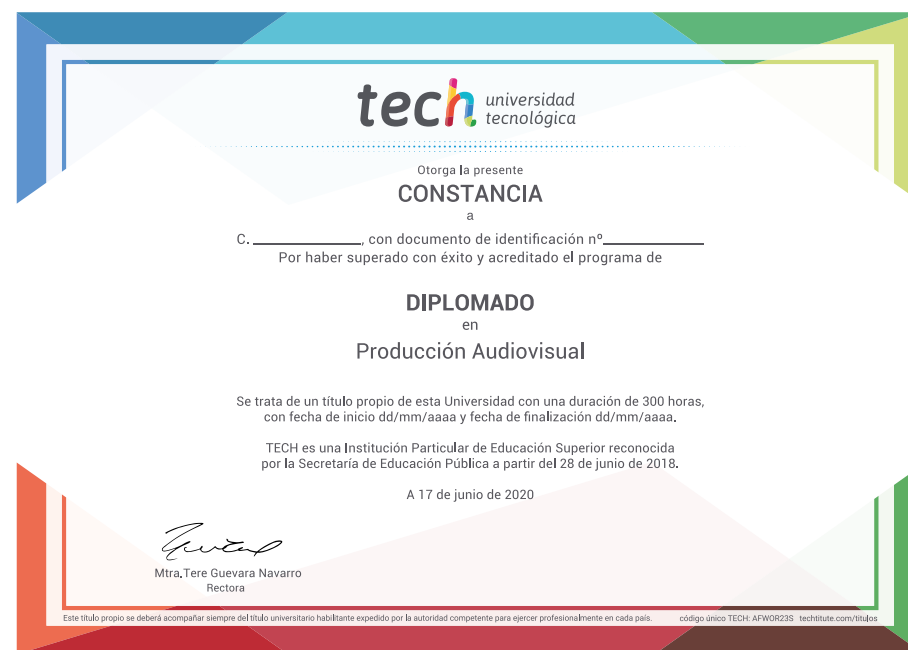 tech universidad
tecnológica
Otorga la presente
CONSTANCIA
a
C. ____________, con documento de identificación nº____________
Por haber superado con éxito y acreditado el programa de
DIPLOMADO
en
Producción Audiovisual
Se trata de un título propio de esta Universidad con una duración de 300 horas,
con fecha de inicio dd/mm/aaaa y fecha de finalización dd/mm/aaaa.
TECH es una Institución Particular de Educación Superior reconocida
por la Secretaría de Educación Pública a partir del 28 de junio de 2018.
A 17 de junio de 2020
Mtra.Tere Guevara Navarro
Rectora
Este título propio se deberá acompañar siempre del título universitario habilitante expedido por la autoridad competente para ejercer profesionalmente en cada país. código único TECH: AFWOR23S techtitute.com/titulos